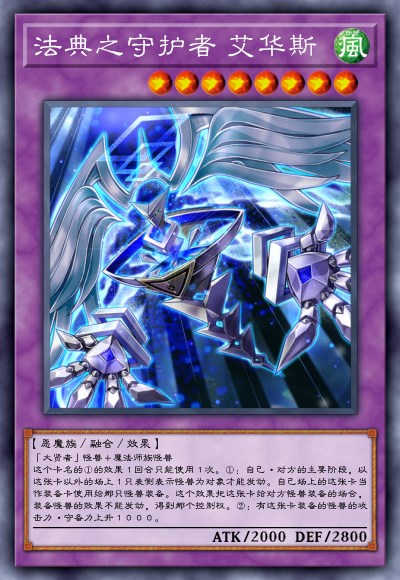 法典之守护者 艾华斯
風
【恶魔族／融合／效果】
「大贤者」怪兽＋魔法师族怪兽
这个卡名的①的效果１回合只能使用１次。①：自己·对方的主要阶段，以
这张卡以外的场上１只表侧表示怪兽为对象才能发动。自己场上的这张卡当
作装备卡使用给那只怪兽装备。这个效果把这张卡给对方怪兽装备的场合，
装备怪兽的效果不能发动，得到那个控制权。②：有这张卡装备的怪兽的攻
击力·守备力上升１０００。
ATK/2000 DEF/2800